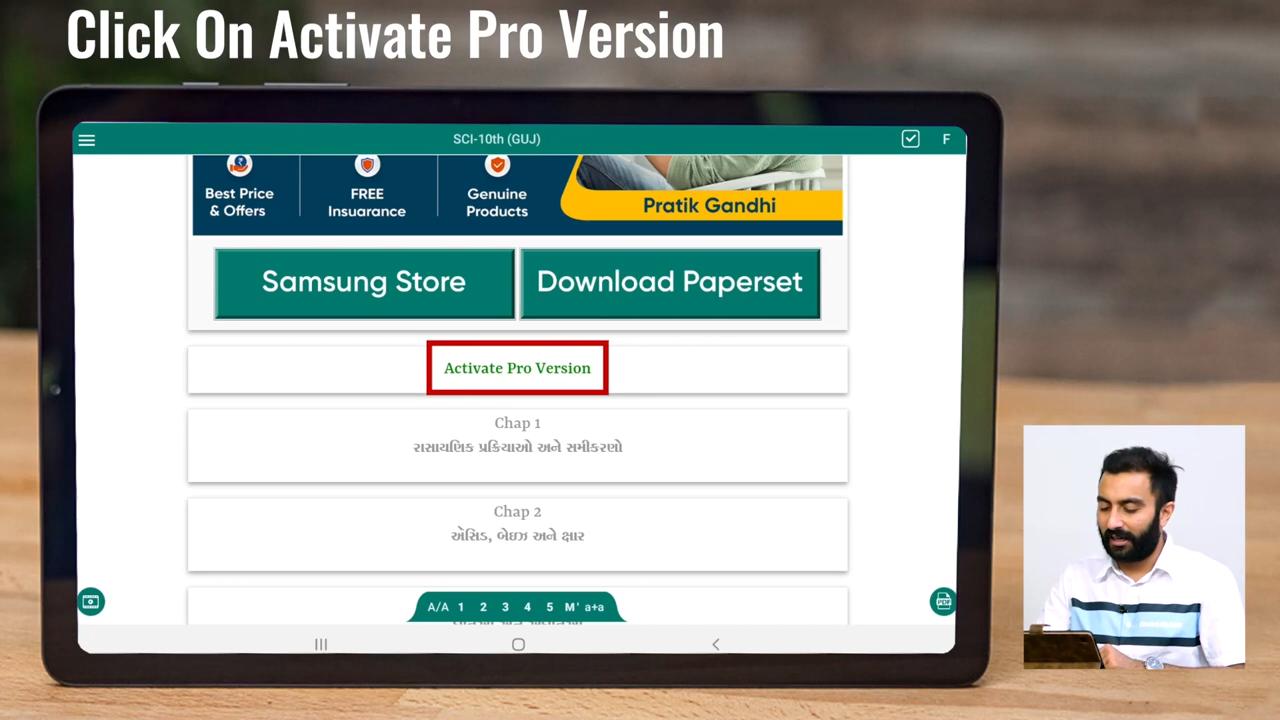 Click On Activate Pro Version
SCI-10th (GUJ)
F
Best Price
& Offers
FREE
Insuarance
Genuine
Products
Pratik Gandhi
Samsung Store
Download Paperset
Activate Pro Version
Chap 1
રાસાયણિક પ્રક્રિયાઓ અને સમીકરણો
Chap 2
એસિડ, બેઇઝ અને ક્ષાર
A/A 1 2 3 4 5 M' a+a
PDF